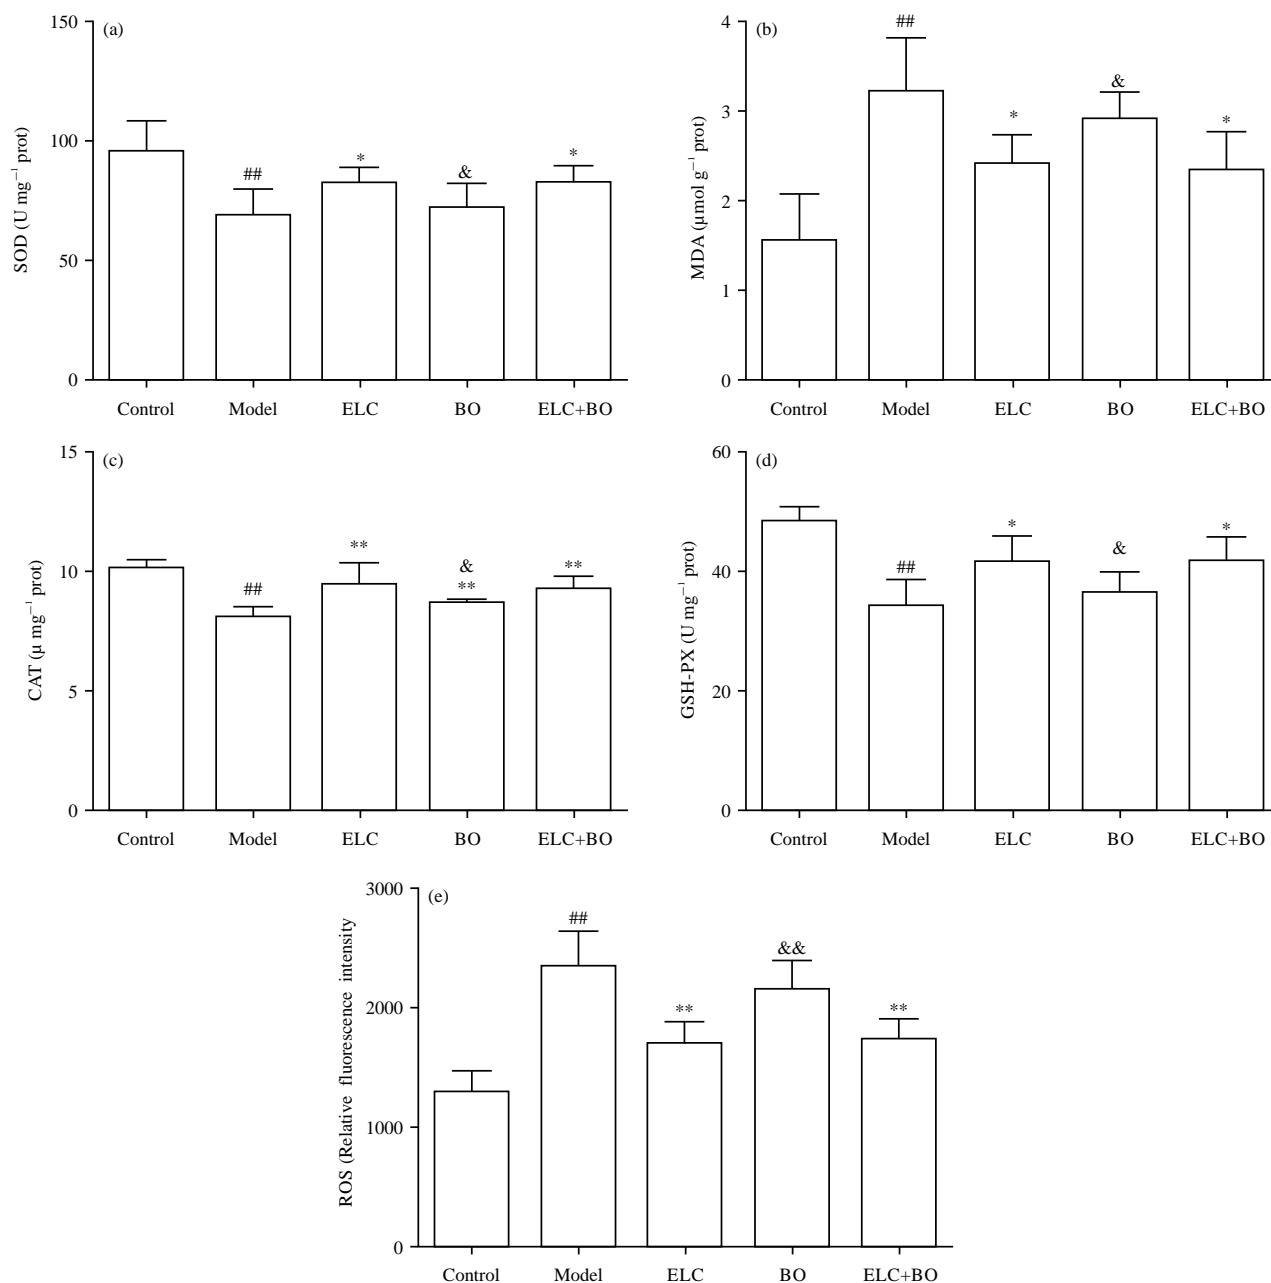 (a)
150
100
50
0
SOD (U mg⁻¹ prot)
##
*
&
*
Control Model ELC BO ELC+BO
(b)
4
3
2
1
0
MDA (µmol g⁻¹ prot)
##
*
&
*
Control Model ELC BO ELC+BO
(c)
15
10
5
0
CAT (µ mg⁻¹ prot)
##
**
&
**
**
Control Model ELC BO ELC+BO
(d)
60
40
20
0
GSH-PX (U mg⁻¹ prot)
##
*
&
*
Control Model ELC BO ELC+BO
(e)
3000
2000
1000
0
ROS (Relative fluorescence intensity
##
**
&&
**
Control Model ELC BO ELC+BO